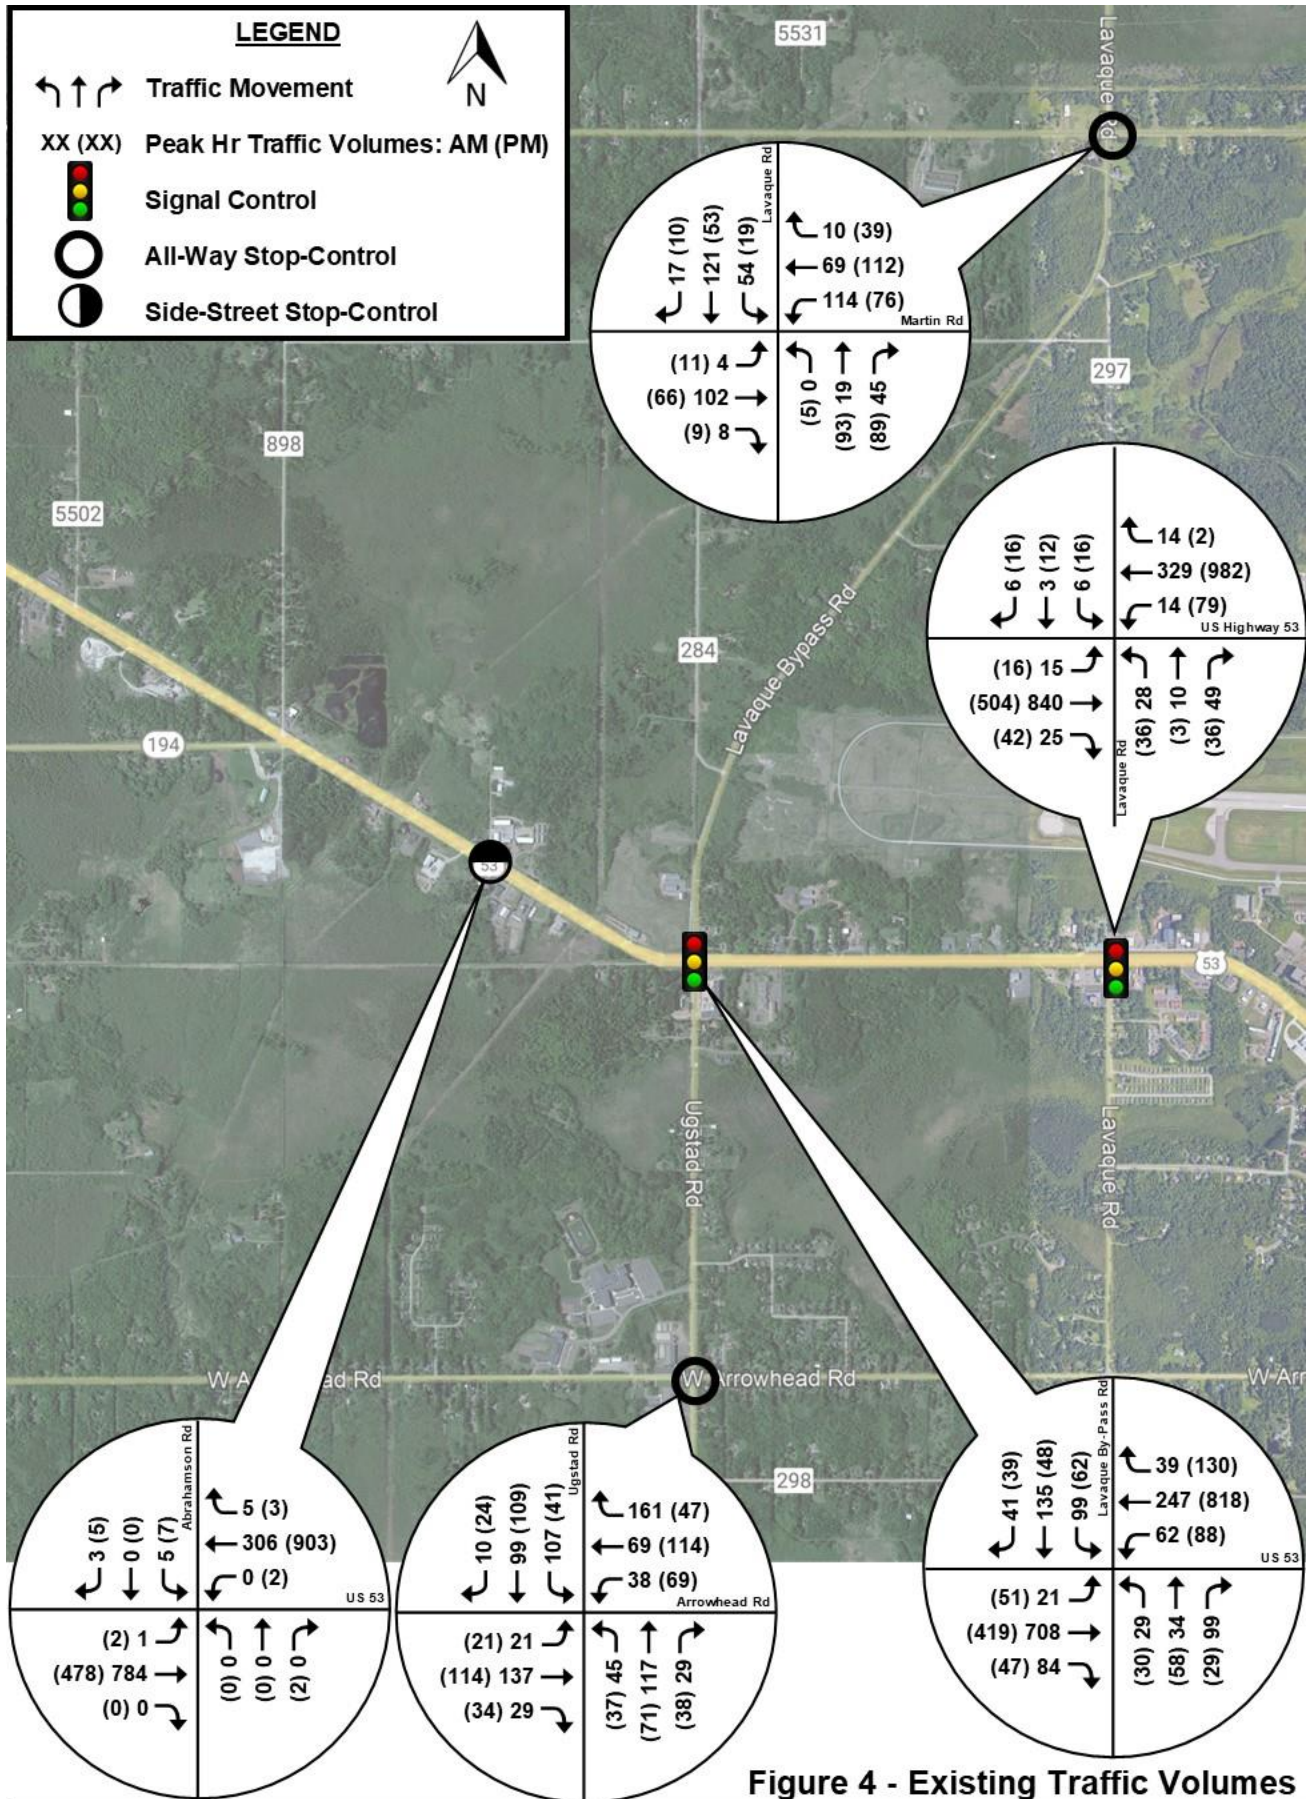 LEGEND
N
Traffic Movement
XX (XX) Peak Hr Traffic Volumes: AM (PM)
Signal Control
All-Way Stop-Control
Side-Street Stop-Control
5531
Lavaque Rd
Lavaque Rd
17 (10)
121 (53)
54 (19)
10 (39)
69 (112)
114 (76)
Martin Rd
(11) 4
(66) 102
(9) 8
(5) 0
(93) 19
(89) 45
297
898
5502
284
Lavaque Bypass Rd
6 (16)
3 (12)
6 (16)
14 (2)
329 (982)
14 (79)
US Highway 53
(16) 15
(504) 840
(42) 25
Lavaque Rd
(36) 28
(3) 10
(36) 49
194
53
53
Ugstad Rd
Lavaque Rd
W A ad Rd
W Arrowhead Rd
W Arr
298
Abrahamson Rd
3 (5)
0 (0)
5 (7)
5 (3)
306 (903)
0 (2)
US 53
(2) 1
(478) 784
(0) 0
(0) 0
(0) 0
(2) 0
Ugstad Rd
10 (24)
99 (109)
107 (41)
161 (47)
69 (114)
38 (69)
Arrowhead Rd
(21) 21
(114) 137
(34) 29
(37) 45
(71) 117
(38) 29
Lavaque By-Pass Rd
41 (39)
135 (48)
99 (62)
39 (130)
247 (818)
62 (88)
US 53
(51) 21
(419) 708
(47) 84
(30) 29
(58) 34
(29) 99
Figure 4 - Existing Traffic Volumes